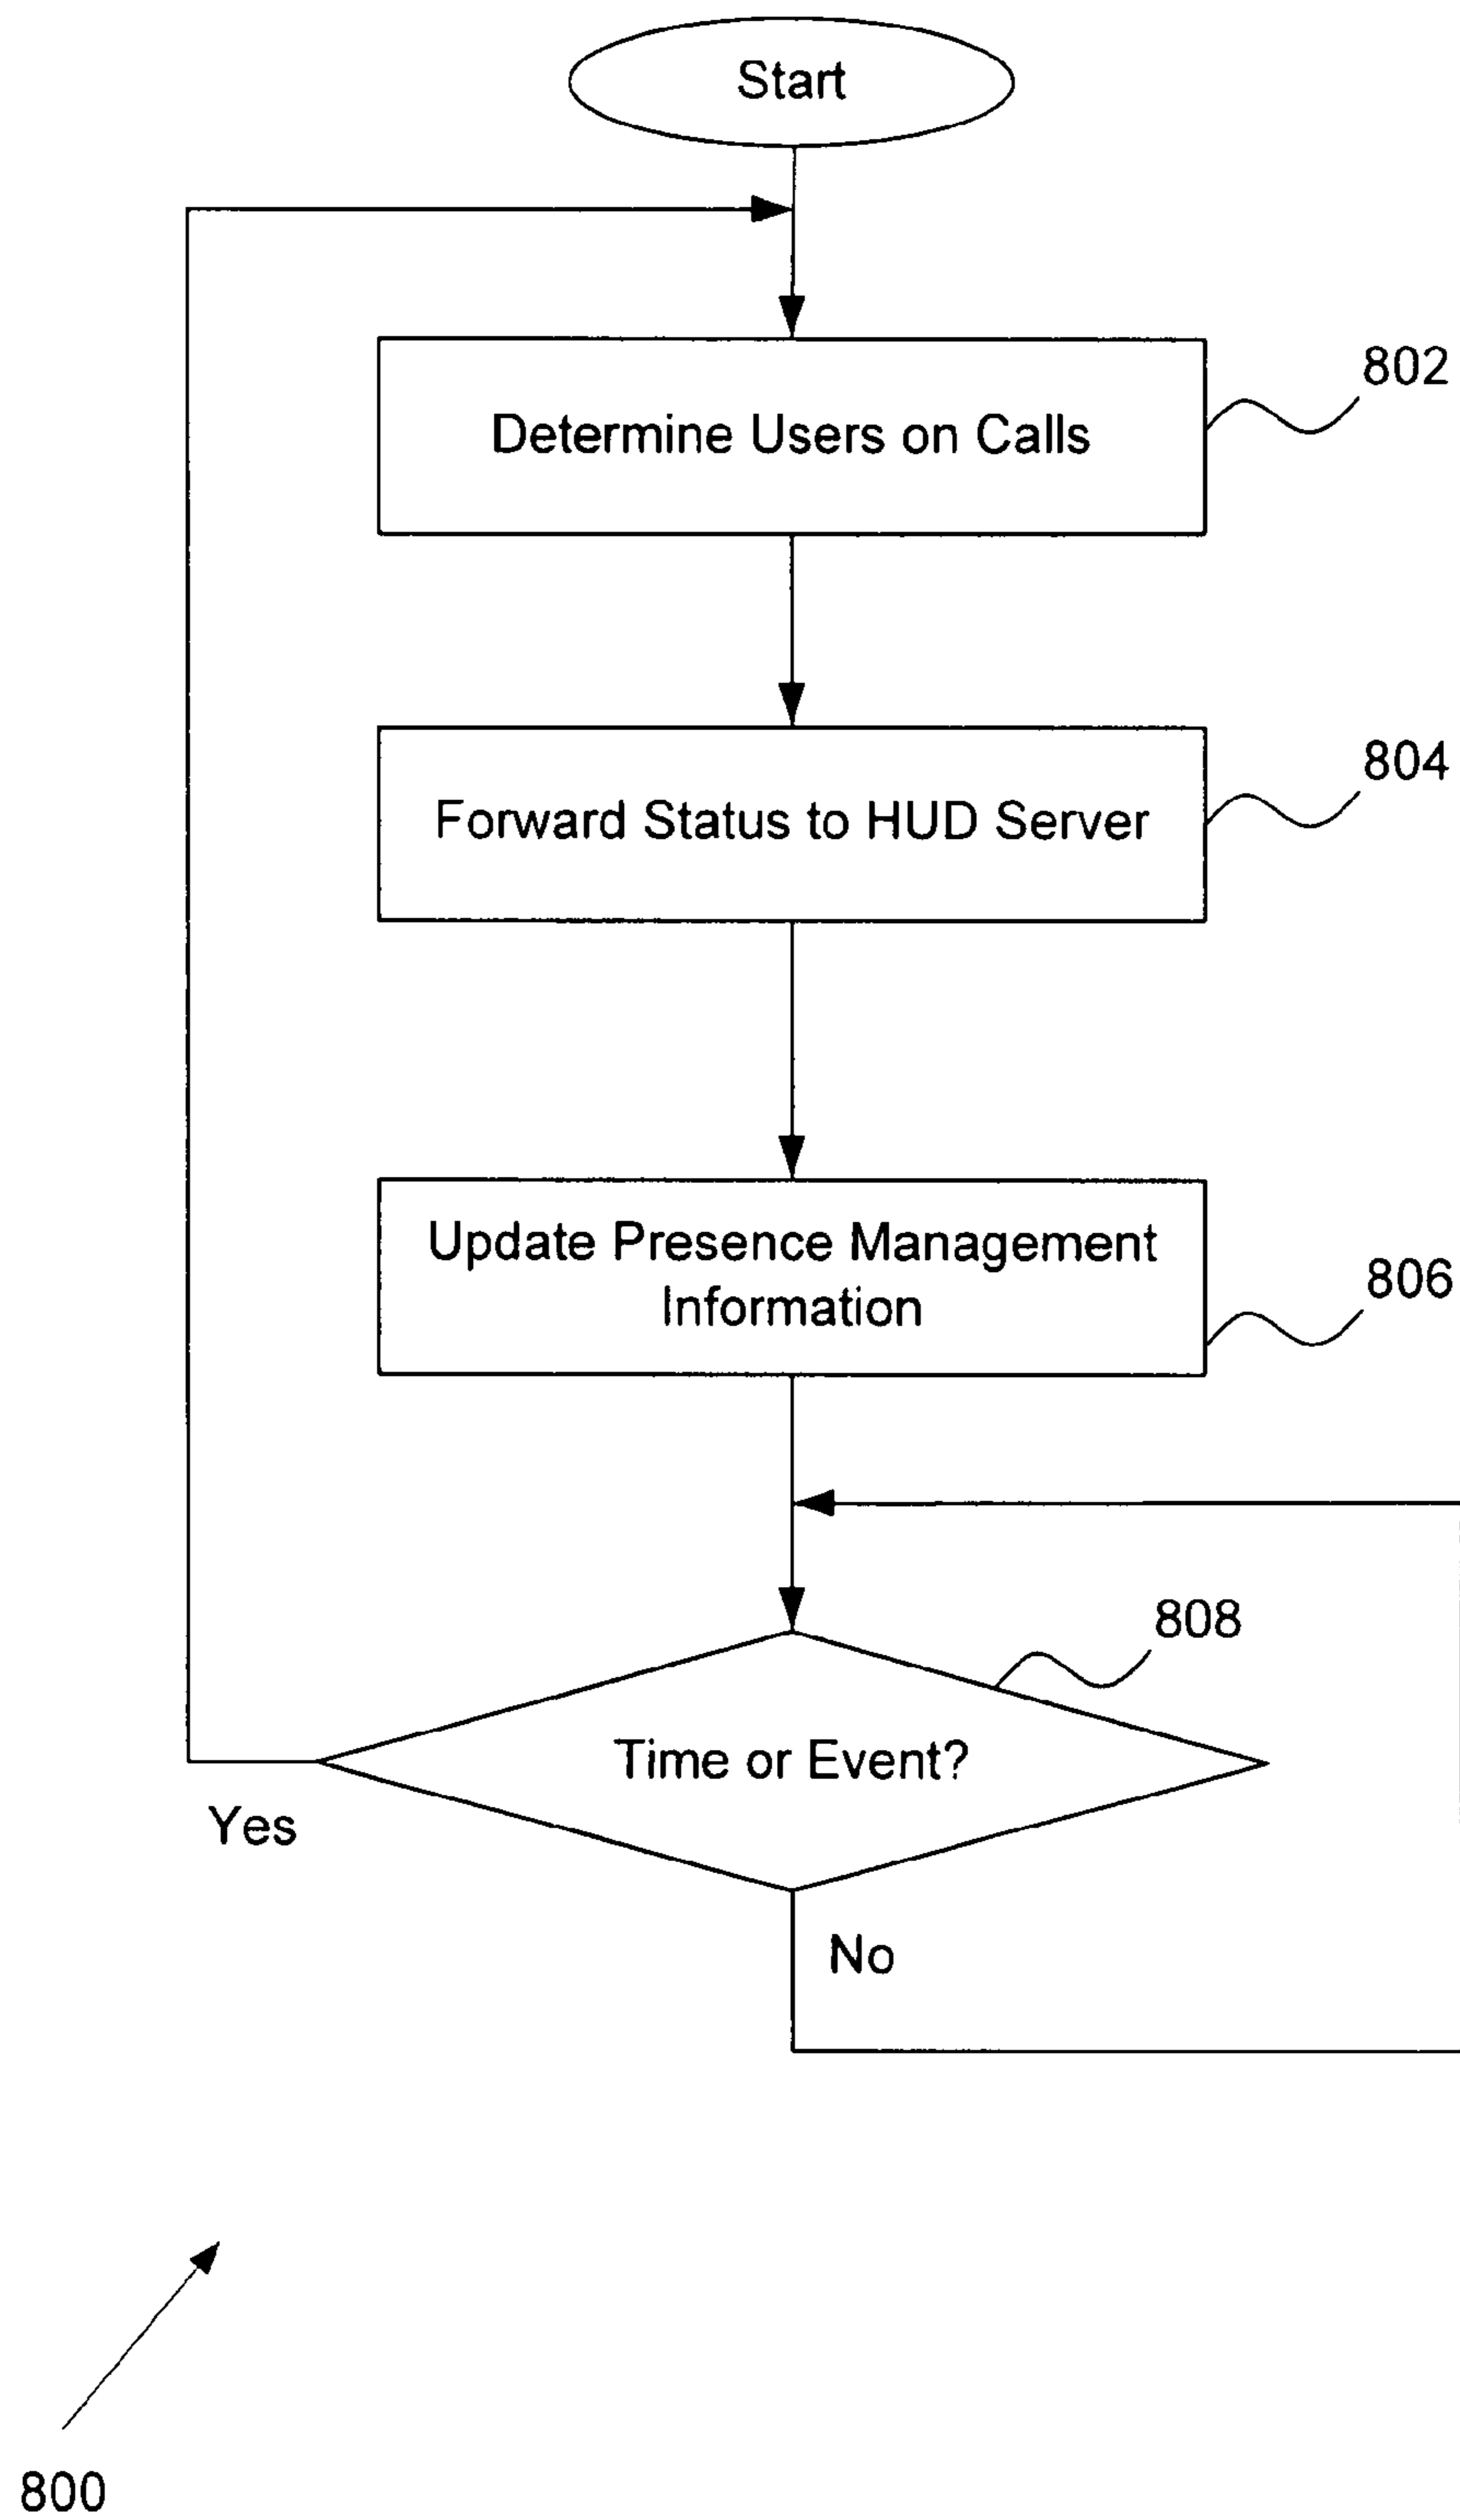 Start
802
Determine Users on Calls
804
Forward Status to HUD Server
Update Presence Management
Information
806
808
Time or Event?
Yes
No
800